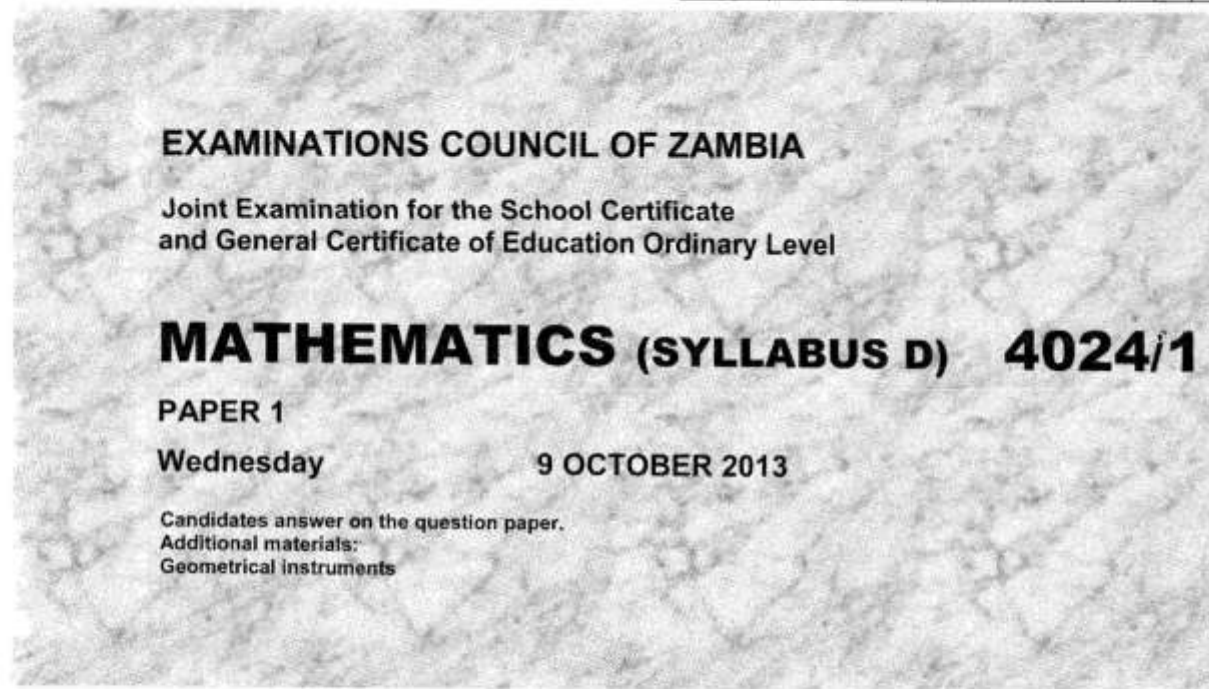 EXAMINATIONS COUNCIL OF ZAMBIA
Joint Examination for the School Certificate
and General Certificate of Education Ordinary Level
MATHEMATICS (SYLLABUS D) 4024/1
PAPER 1
Wednesday 9 OCTOBER 2013
Candidates answer on the question paper.
Additional materials:
Geometrical instruments